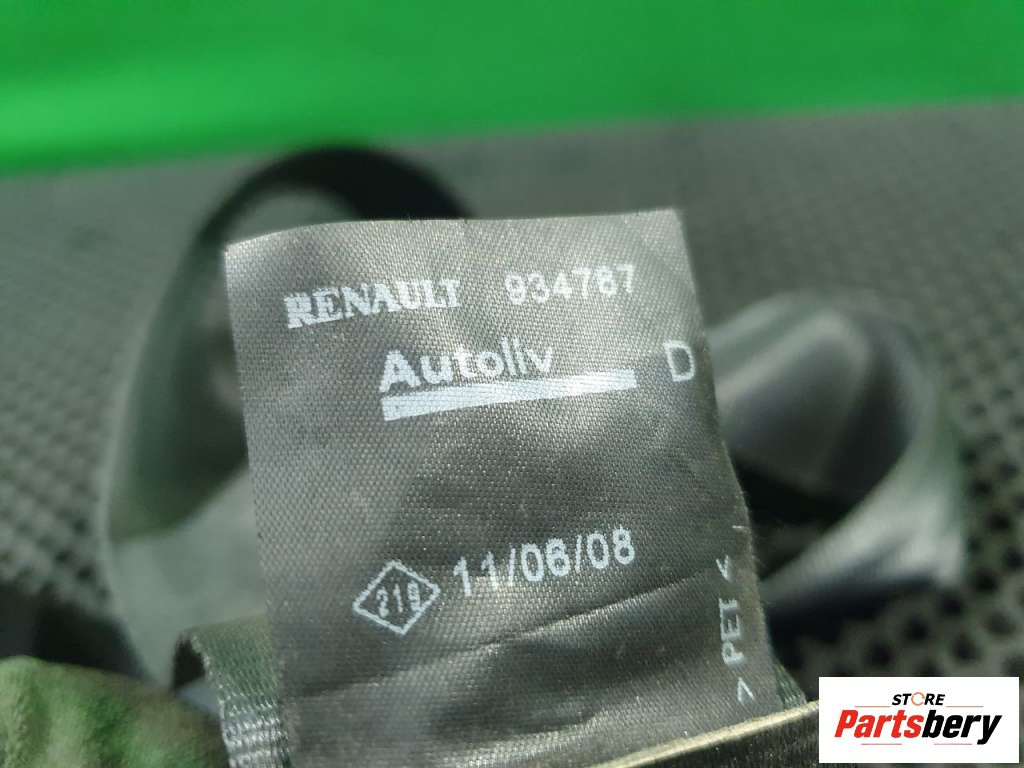 RENAULT 934787
Autoliv D
219 11/06/08
>PET<
STORE
Partsbery